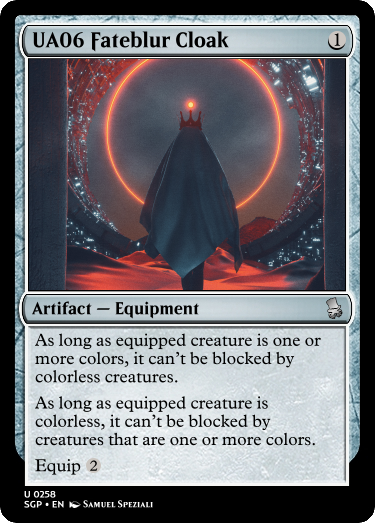 UA06 Fateblur Cloak 1
Artifact — Equipment
As long as equipped creature is one or
more colors, it can't be blocked by
colorless creatures.
As long as equipped creature is
colorless, it can't be blocked by
creatures that are one or more colors.
Equip 2
U 0258
SGP • EN Samuel Speziali